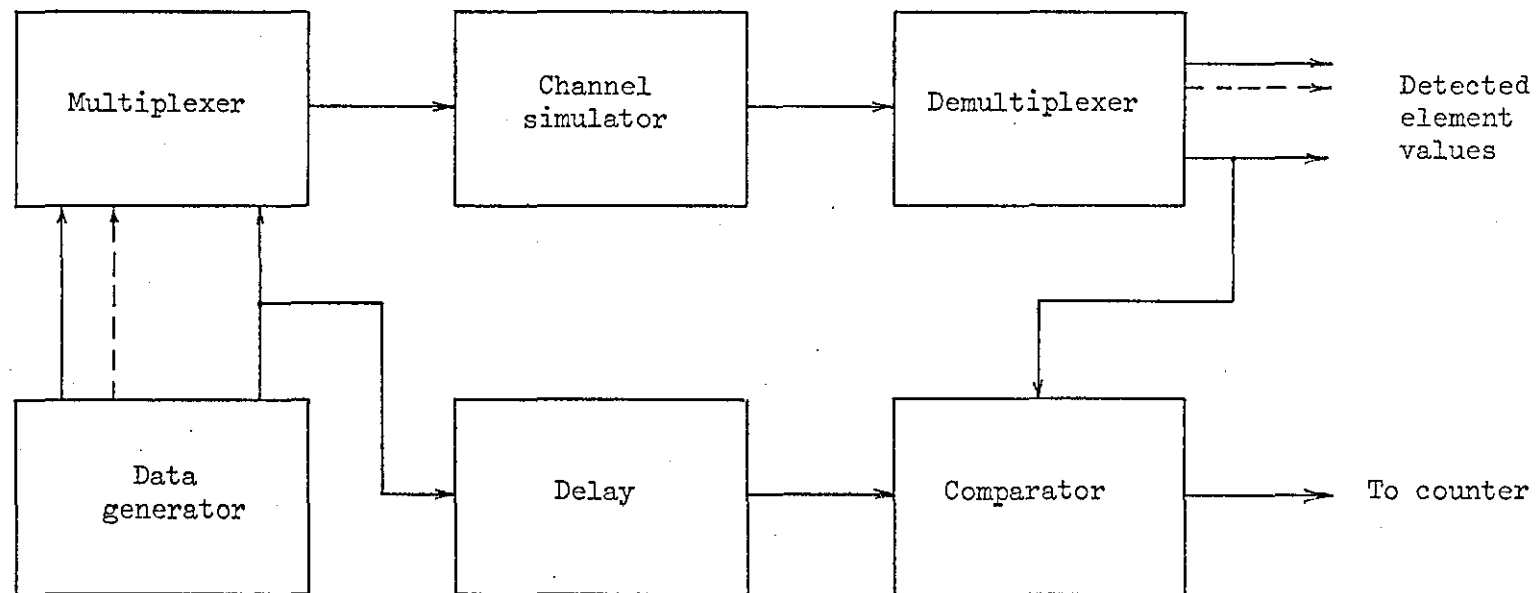 Multiplexer
Channel
simulator
Demultiplexer
Detected
element
values
Data
generator
Delay
Comparator
To counter